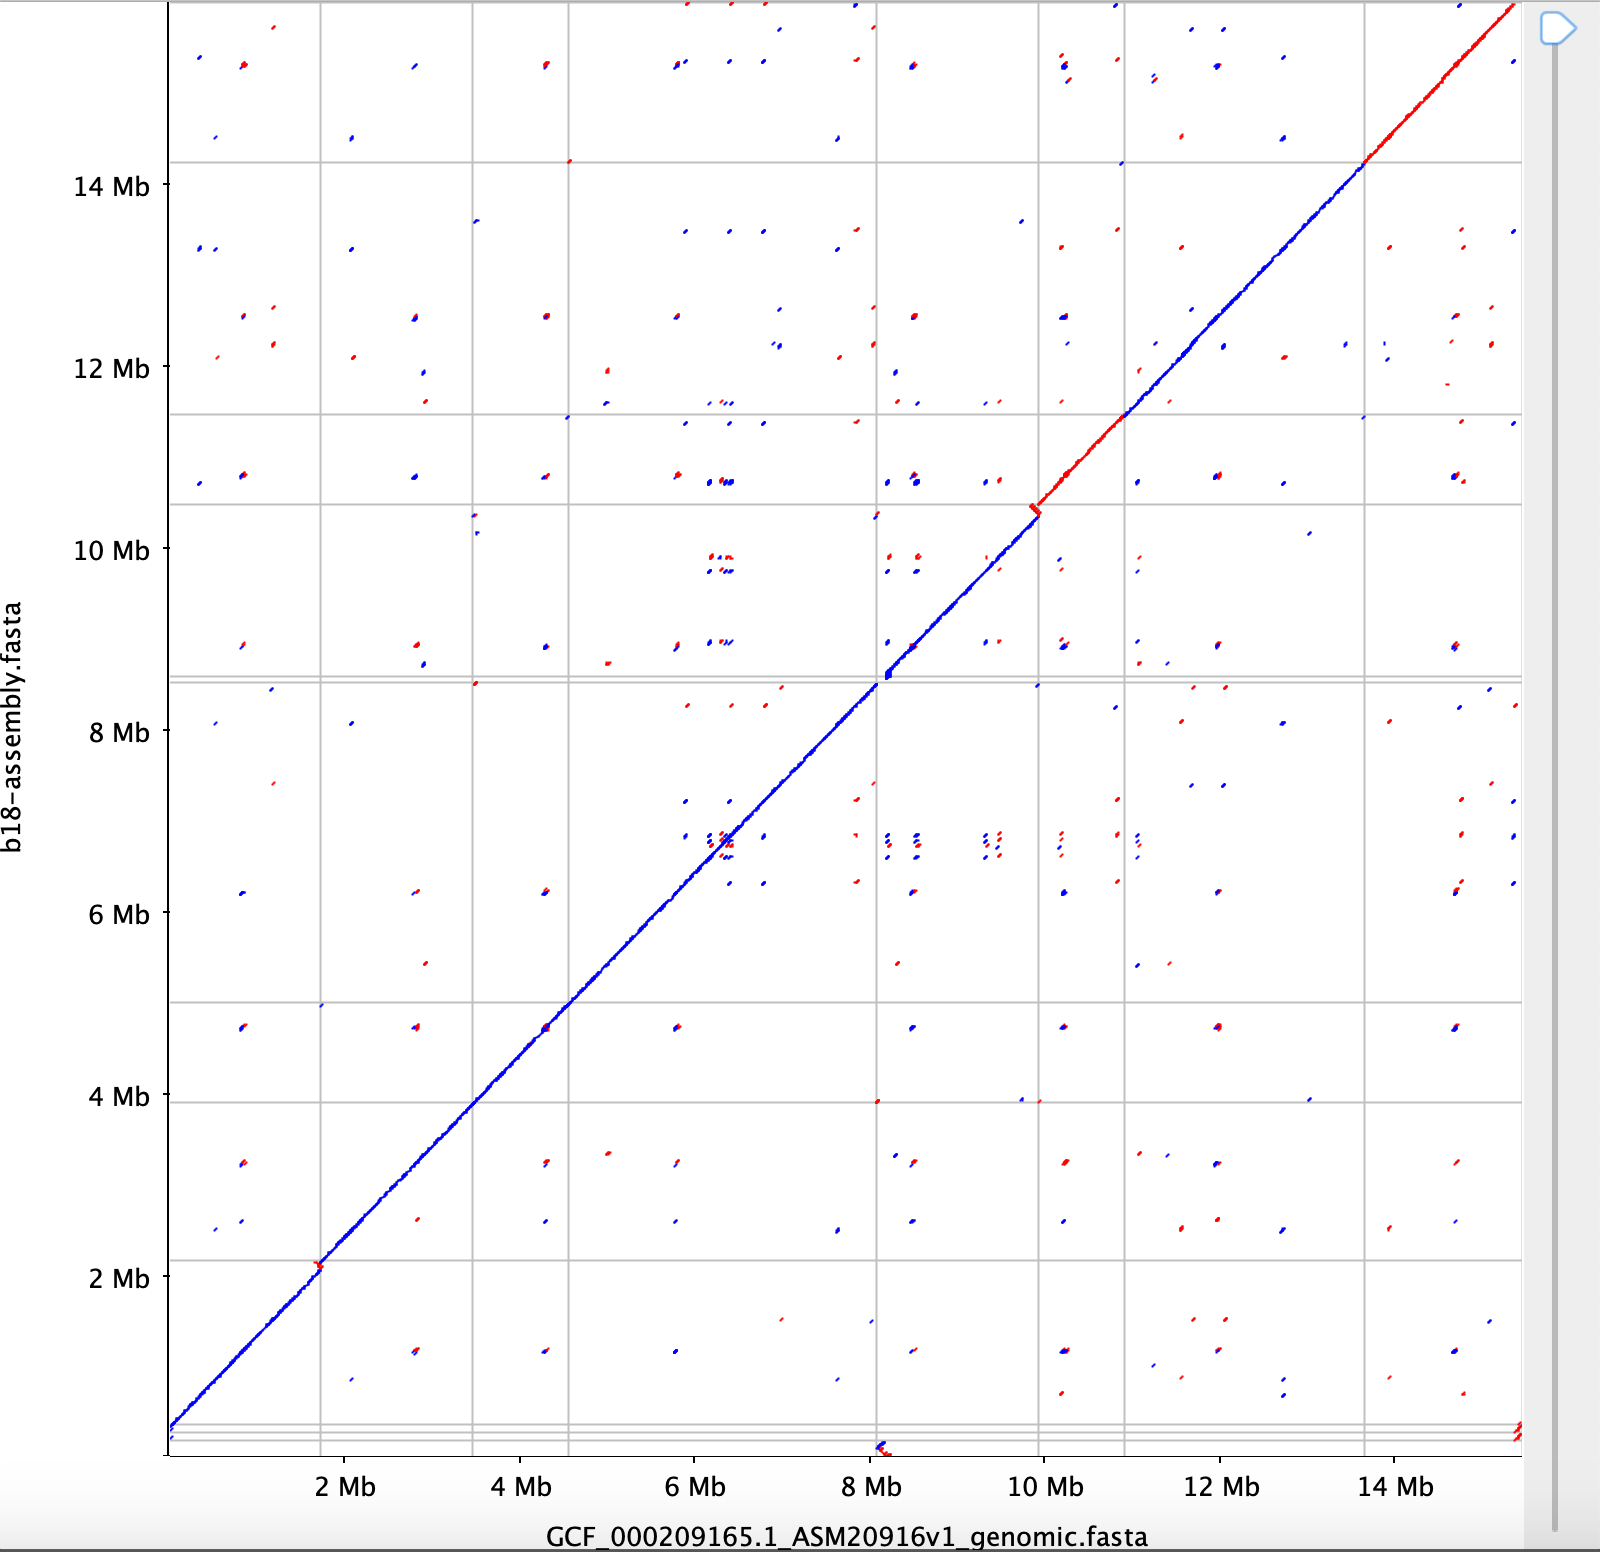 14 Mb
12 Mb
10 Mb
8 Mb
6 Mb
4 Mb
2 Mb
b18-assembly.fasta
2 Mb 4 Mb 6 Mb 8 Mb 10 Mb 12 Mb 14 Mb
GCF_000209165.1_ASM20916v1_genomic.fasta